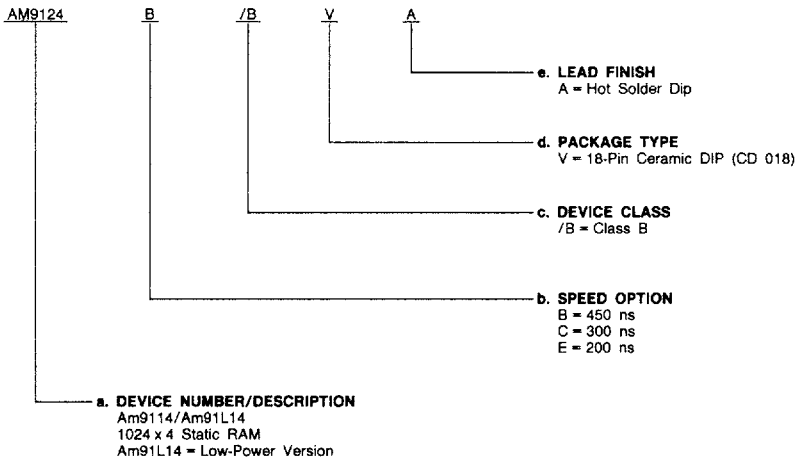 AM9124 B /B V A
e. LEAD FINISH
A = Hot Solder Dip
d. PACKAGE TYPE
V = 18-Pin Ceramic DIP (CD 018)
c. DEVICE CLASS
/B = Class B
b. SPEED OPTION
B = 450 ns
C = 300 ns
E = 200 ns
a. DEVICE NUMBER/DESCRIPTION
Am9114/Am91L14
1024 x 4 Static RAM
Am91L14 = Low-Power Version